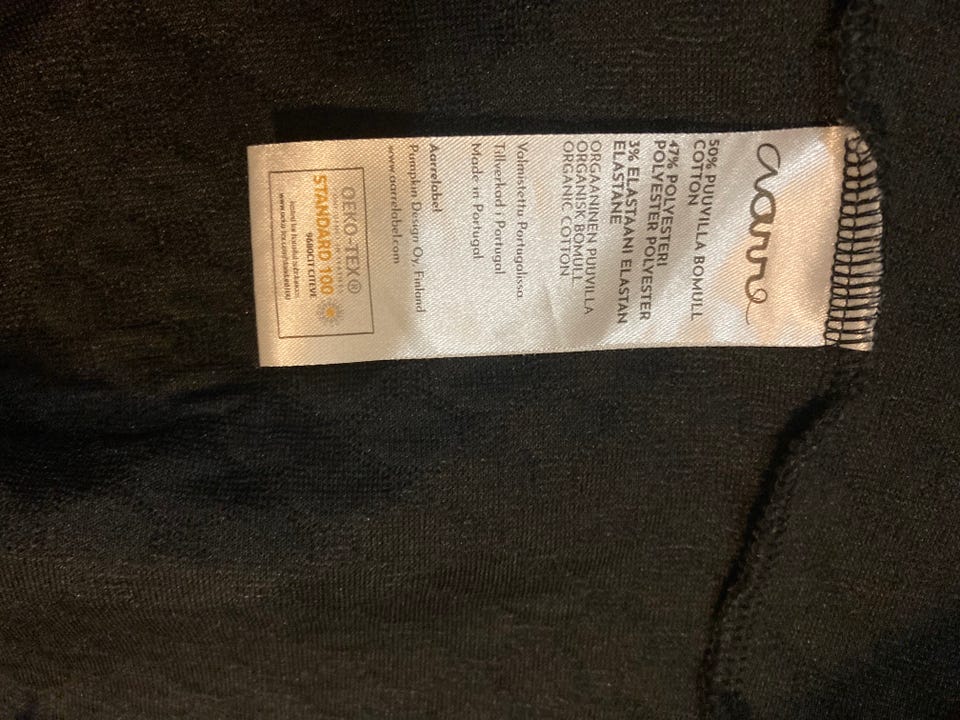 aarre
50% PUUVILLA BOMULL
COTTON
47% POLYESTERI
POLYESTER POLYESTER
3% ELASTAANI ELASTAN
ELASTANE
ORGAANINEN PUUVILLA
ORGANISK BOMULL
ORGANIC COTTON
Valmistettu Portugalissa
Tillverkad i Portugal
Made in Portugal
Aarrelabel
Pumpkin Design Oy, Finland
www.aarrelabel.com
OEKO-TEX®
STANDARD 100
9680CIT CITEVE